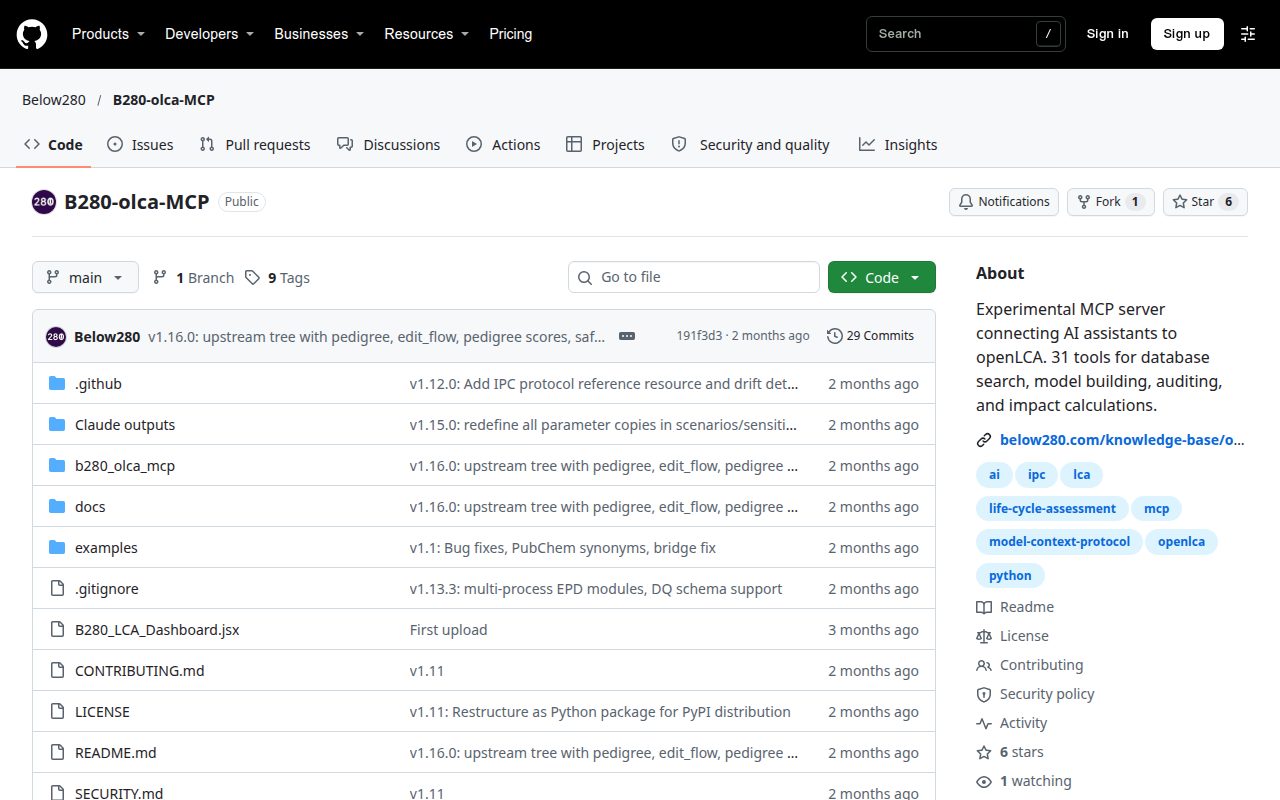 Products Developers Businesses Resources Pricing Search / Sign in Sign up
Below280 / B280-olca-MCP
Code Issues Pull requests Discussions Actions Projects Security and quality Insights
280 B280-olca-MCP Public Notifications Fork 1 Star 6
main 1 Branch 9 Tags Go to file Code
280 Below280 v1.16.0: upstream tree with pedigree, edit_flow, pedigree scores, saf... 191f3d3 · 2 months ago 29 Commits
.github v1.12.0: Add IPC protocol reference resource and drift det... 2 months ago
Claude outputs v1.15.0: redefine all parameter copies in scenarios/sensiti... 2 months ago
b280_olca_mcp v1.16.0: upstream tree with pedigree, edit_flow, pedigree ... 2 months ago
docs v1.16.0: upstream tree with pedigree, edit_flow, pedigree ... 2 months ago
examples v1.1: Bug fixes, PubChem synonyms, bridge fix 2 months ago
.gitignore v1.13.3: multi-process EPD modules, DQ schema support 2 months ago
B280_LCA_Dashboard.jsx First upload 3 months ago
CONTRIBUTING.md v1.11 2 months ago
LICENSE v1.11: Restructure as Python package for PyPI distribution 2 months ago
README.md v1.16.0: upstream tree with pedigree, edit_flow, pedigree ... 2 months ago
SECURITY.md v1.11 2 months ago
About
Experimental MCP server
connecting AI assistants to
openLCA. 31 tools for database
search, model building, auditing,
and impact calculations.
below280.com/knowledge-base/o...
ai ipc lca
life-cycle-assessment mcp
model-context-protocol openlca
python
Readme
License
Contributing
Security policy
Activity
6 stars
1 watching